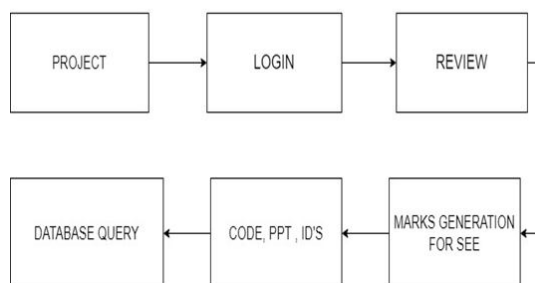 PROJECT
LOGIN
REVIEW
DATABASE QUERY
CODE, PPT , ID'S
MARKS GENERATION
FOR SEE